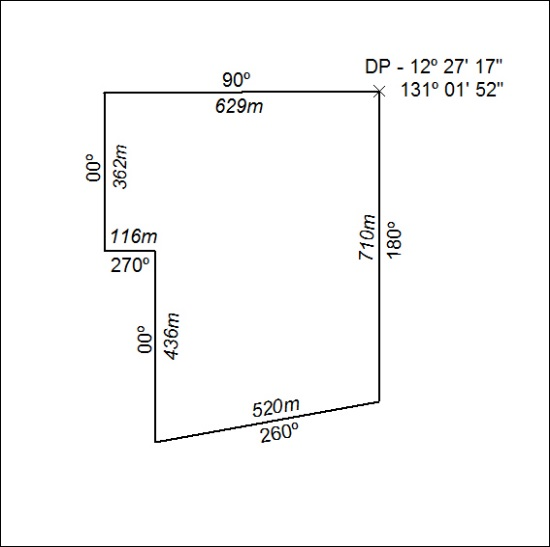 DP - 12º 27' 17"
131º 01' 52"
90º
629m
00º
362m
116m
270º
710m
180º
00º
436m
520m
260º